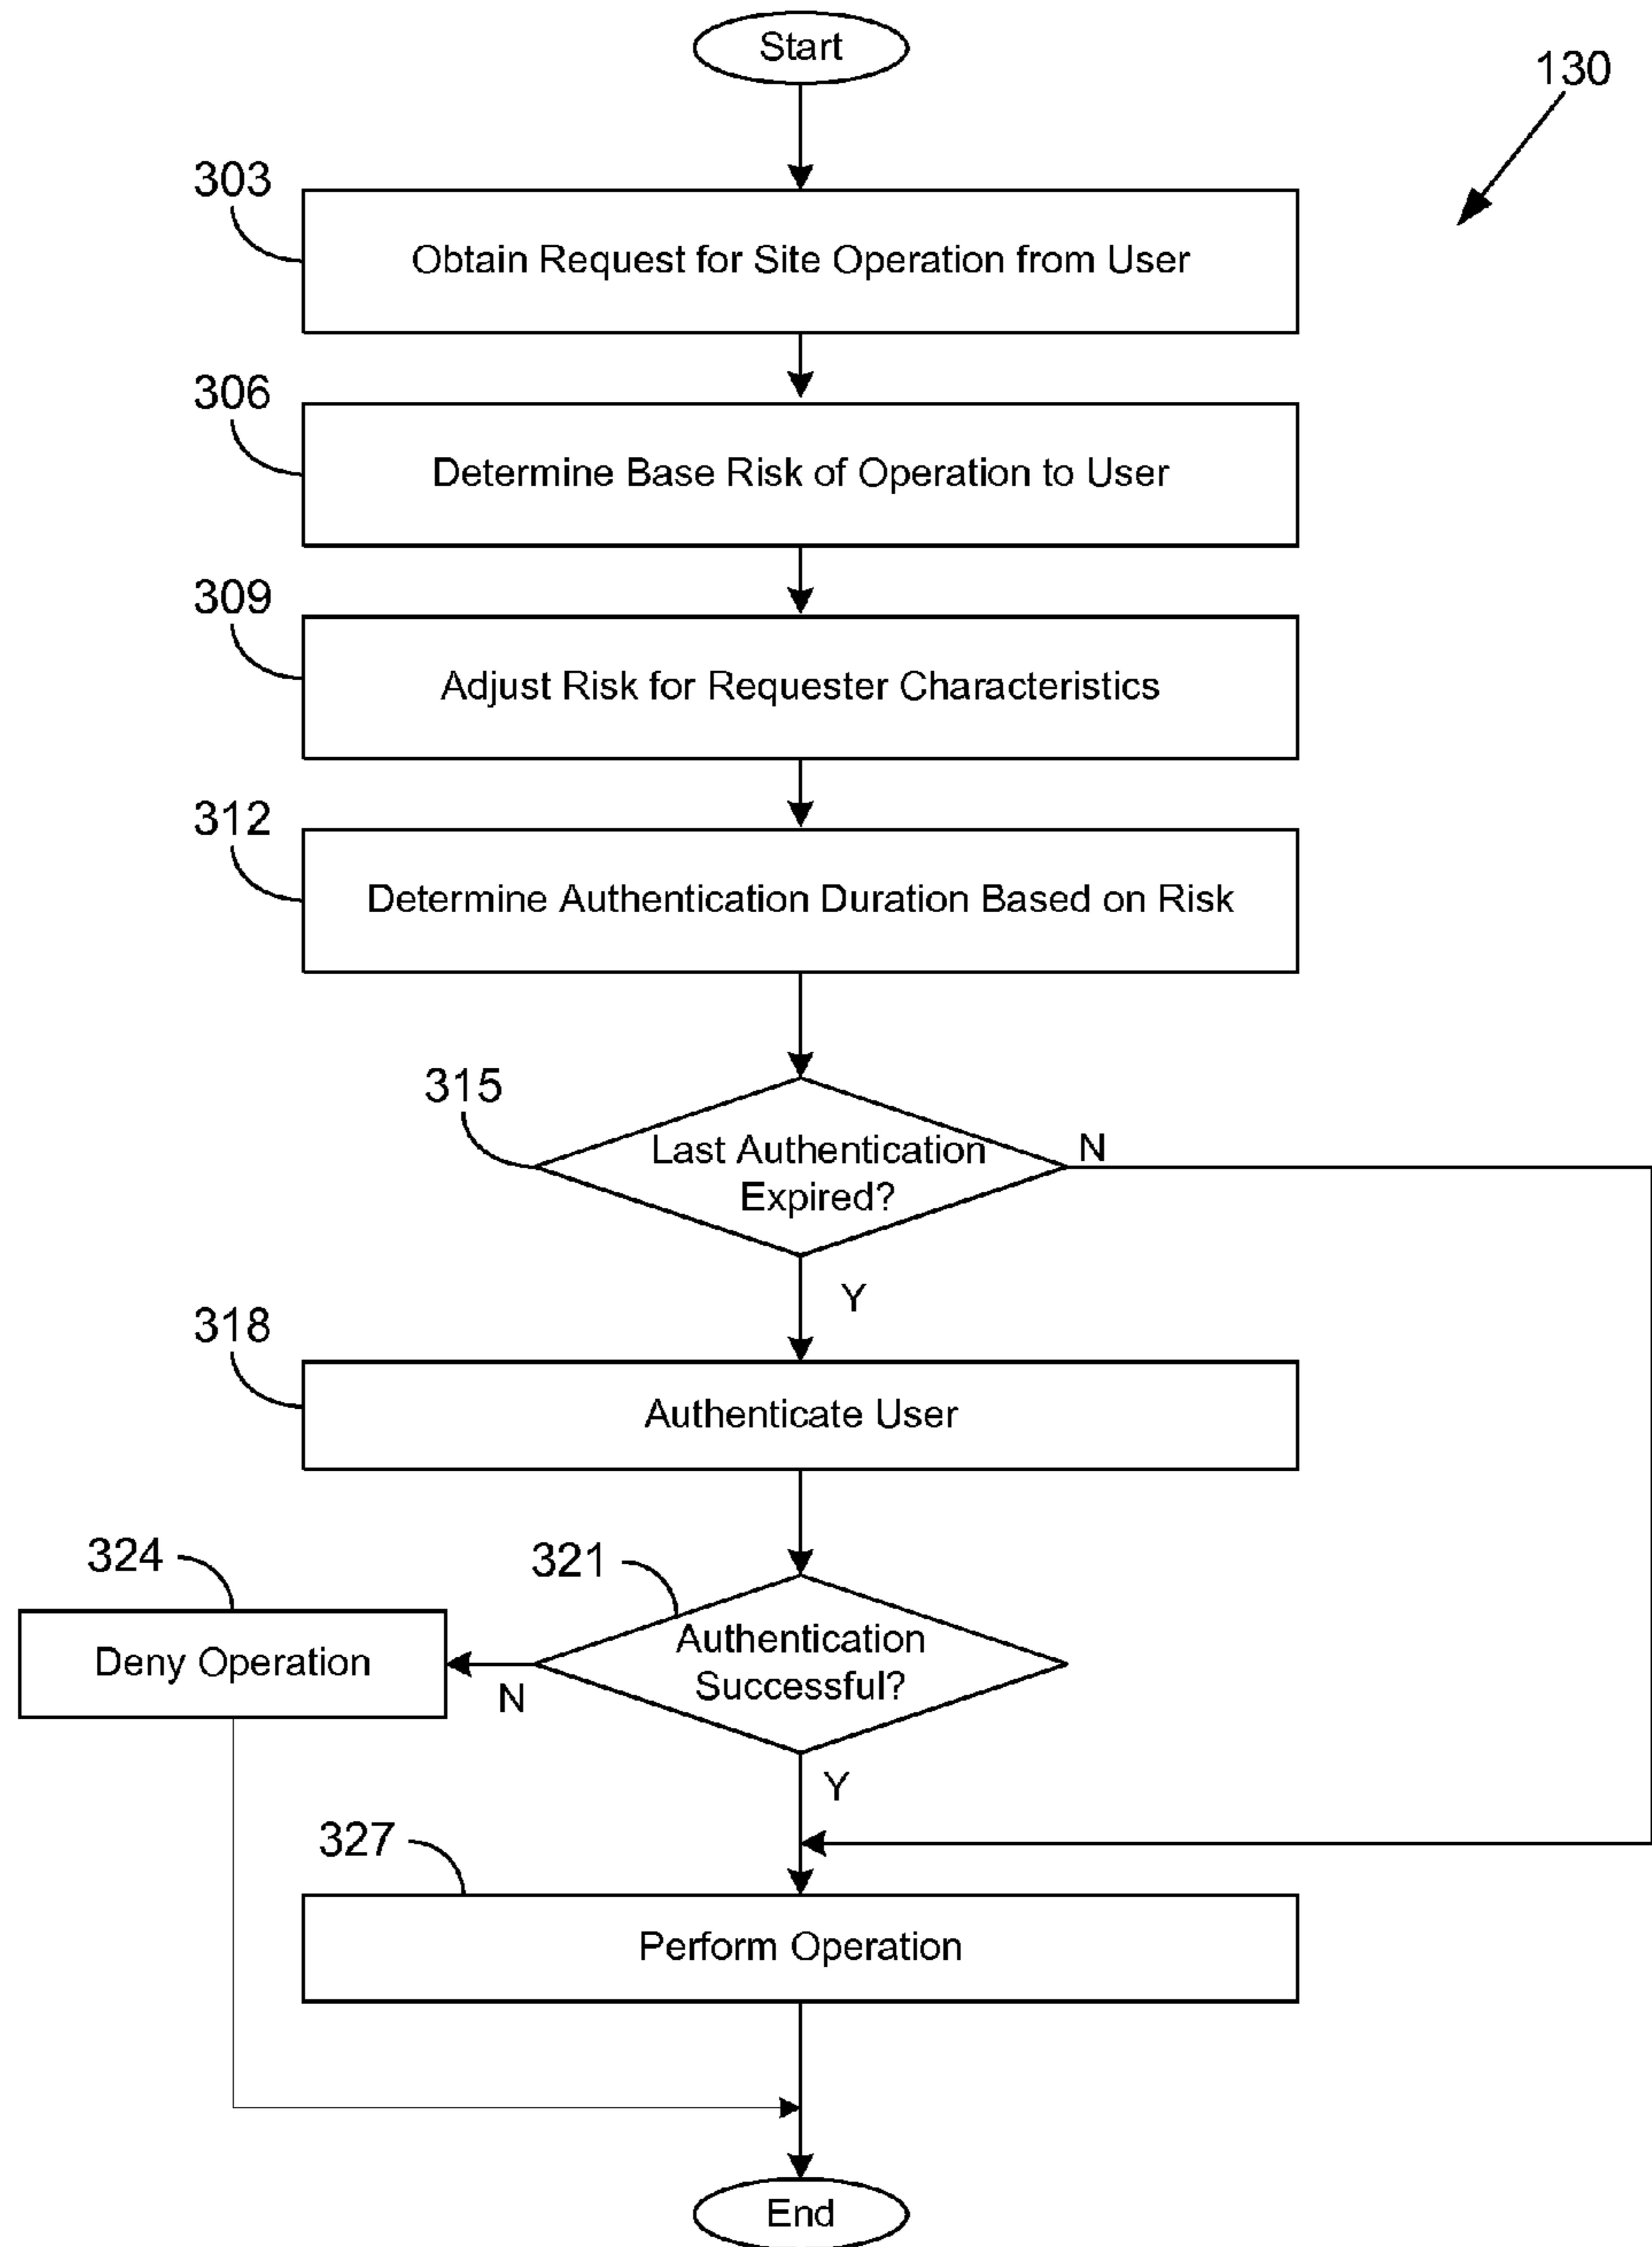 Start
130
303
Obtain Request for Site Operation from User
306
Determine Base Risk of Operation to User
309
Adjust Risk for Requester Characteristics
312
Determine Authentication Duration Based on Risk
315
Last Authentication
Expired?
N
Y
318
Authenticate User
324
321
Deny Operation
Authentication
Successful?
N
Y
327
Perform Operation
End